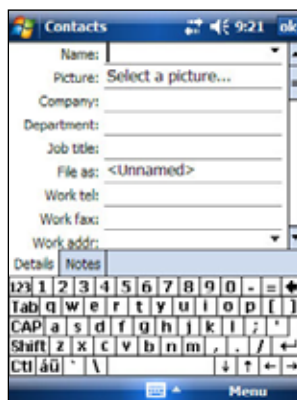 Contacts 9:21 ok
Name:
Picture: Select a picture...
Company:
Department:
Job title:
File as: <Unnamed>
Work tel:
Work fax:
Work addr:
Details Notes
123 1 2 3 4 5 6 7 8 9 0 - =
Tab q w e r t y u i o p [ ]
CAP a s d f g h j k l ; '
Shift z x c v b n m , . /
Ctl áü ` \
Menu